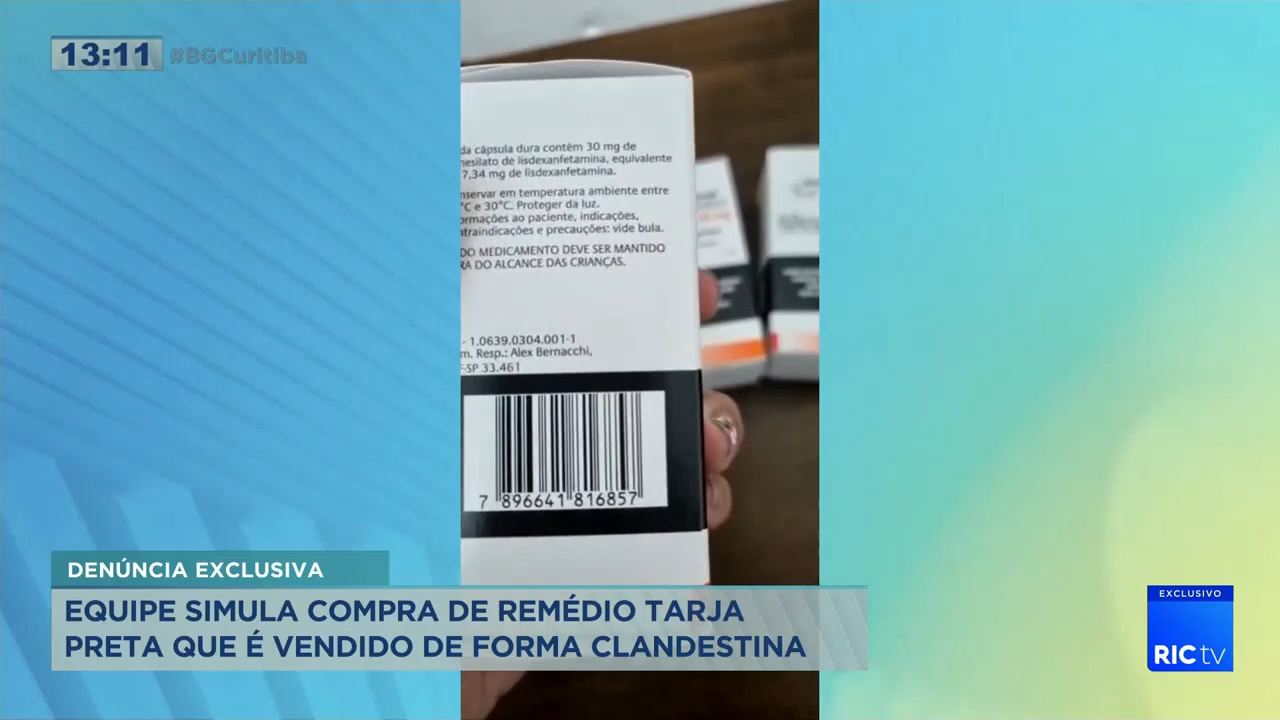 13:11 #BGCuritiba
da cápsula dura contém 30 mg de
esilato de lisdexanfetamina, equivalente
7,34 mg de lisdexanfetamina.
nservar em temperatura ambiente entre
°C e 30°C. Proteger da luz.
ormações ao paciente, indicações,
traindicações e precauções: vide bula.
DO MEDICAMENTO DEVE SER MANTIDO
RA DO ALCANCE DAS CRIANÇAS.
- 1.0639.0304.001-1
m. Resp.: Alex Bernacchi,
F-SP 33.461
7 896641 816857
DENÚNCIA EXCLUSIVA
EQUIPE SIMULA COMPRA DE REMÉDIO TARJA
PRETA QUE É VENDIDO DE FORMA CLANDESTINA
EXCLUSIVO
RICtv